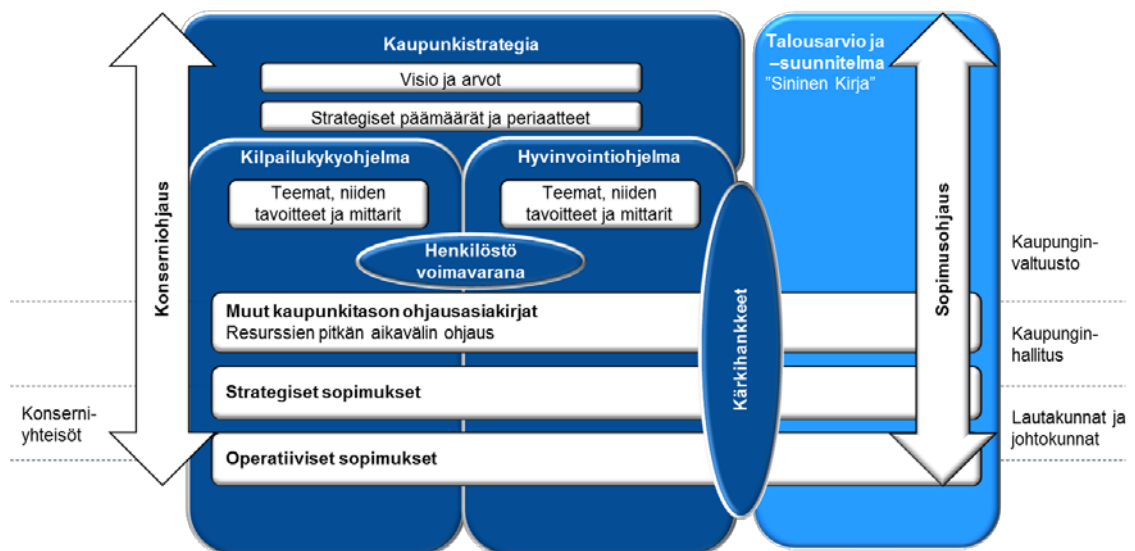 Kaupunkistrategia
Visio ja arvot
Strategiset päämäärät ja periaatteet
Kilpailukykyohjelma
Teemat, niiden
tavoitteet ja mittarit
Hyvinvointiohjelma
Teemat, niiden
tavoitteet ja mittarit
Henkilöstö
voimavarana
Talousarvio ja
–suunnitelma
"Sininen Kirja"
Konserniohjaus
Sopimusohjaus
Kärkihankkeet
Muut kaupunkitason ohjausasiakirjat
Resurssien pitkän aikavälin ohjaus
Strategiset sopimukset
Operatiiviset sopimukset
Konserni-
yhteisöt
Kaupungin-
valtuusto
Kaupungin-
hallitus
Lautakunnat ja
johtokunnat